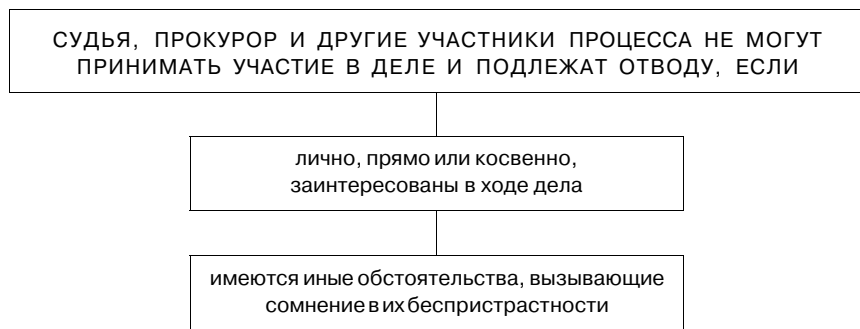 СУДЬЯ, ПРОКУРОР И ДРУГИЕ УЧАСТНИКИ ПРОЦЕССА НЕ МОГУТ
ПРИНИМАТЬ УЧАСТИЕ В ДЕЛЕ И ПОДЛЕЖАТ ОТВОДУ, ЕСЛИ
лично, прямо или косвенно,
заинтересованы в ходе дела
имеются иные обстоятельства, вызывающие
сомнение в их беспристрастности